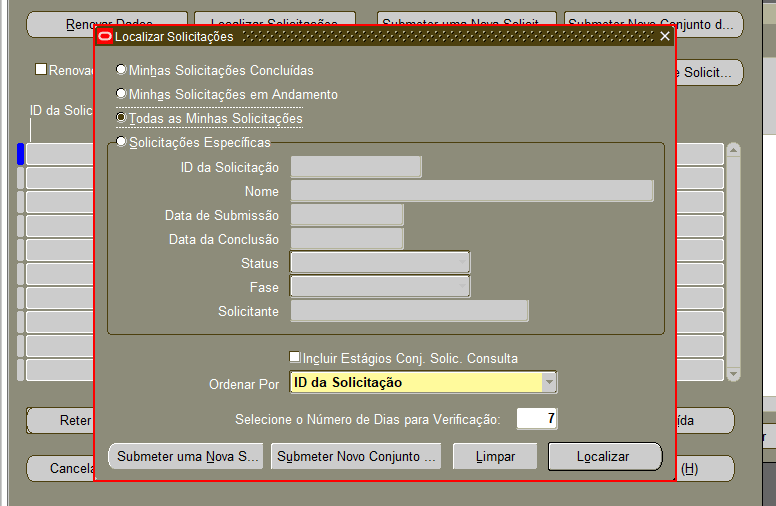 Renovar Dados Localizar Solicitações Submeter uma Nova Solicit... Submeter Novo Conjunto d...
Localizar Solicitações
Renovac
e Solicit...
Minhas Solicitações Concluídas
Minhas Solicitações em Andamento
ID da Solic
Todas as Minhas Solicitações
Solicitações Específicas
ID da Solicitação
Nome
Data de Submissão
Data da Conclusão
Status
Fase
Solicitante
Incluir Estágios Conj. Solic. Consulta
Ordenar Por ID da Solicitação
Selecione o Número de Dias para Verificação: 7
Reter
ída
Submeter uma Nova S... Submeter Novo Conjunto ... Limpar Localizar
Cancela
(H)